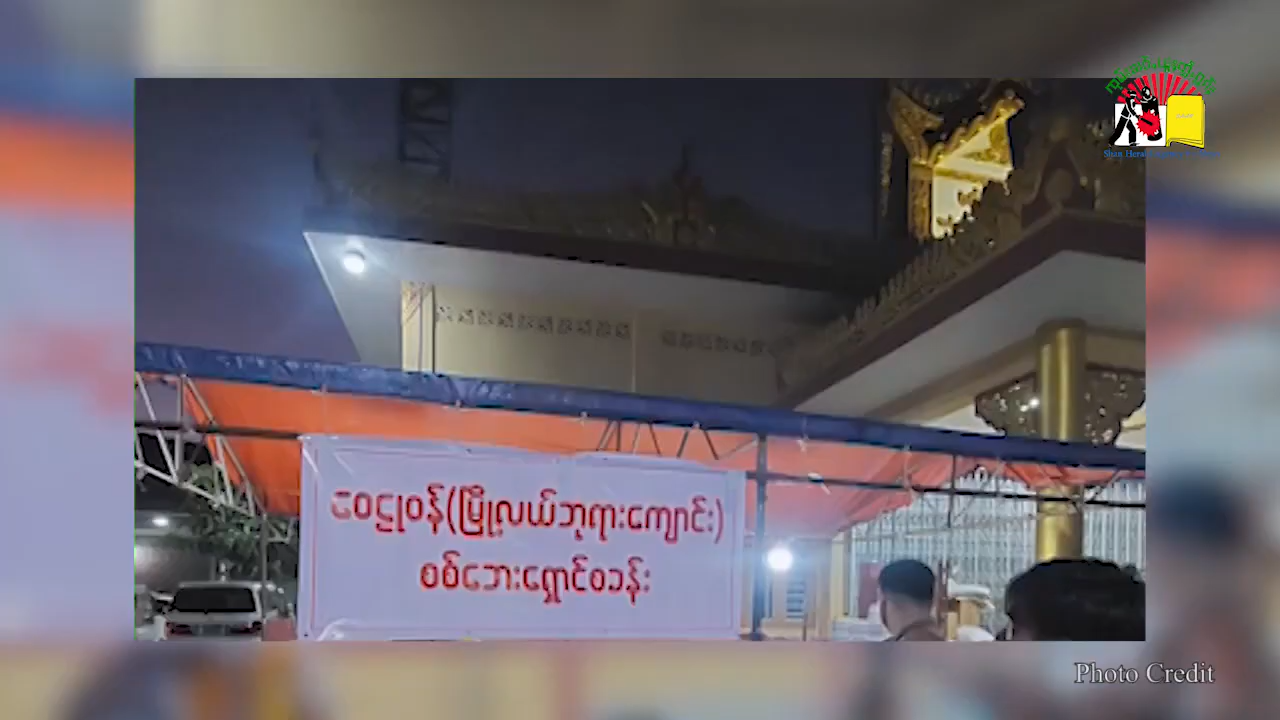 ဝေဠုဝန်(မြို့လယ်ဘုရားကျောင်း)
စစ်ဘေးရှောင်စခန်း
Photo Credit